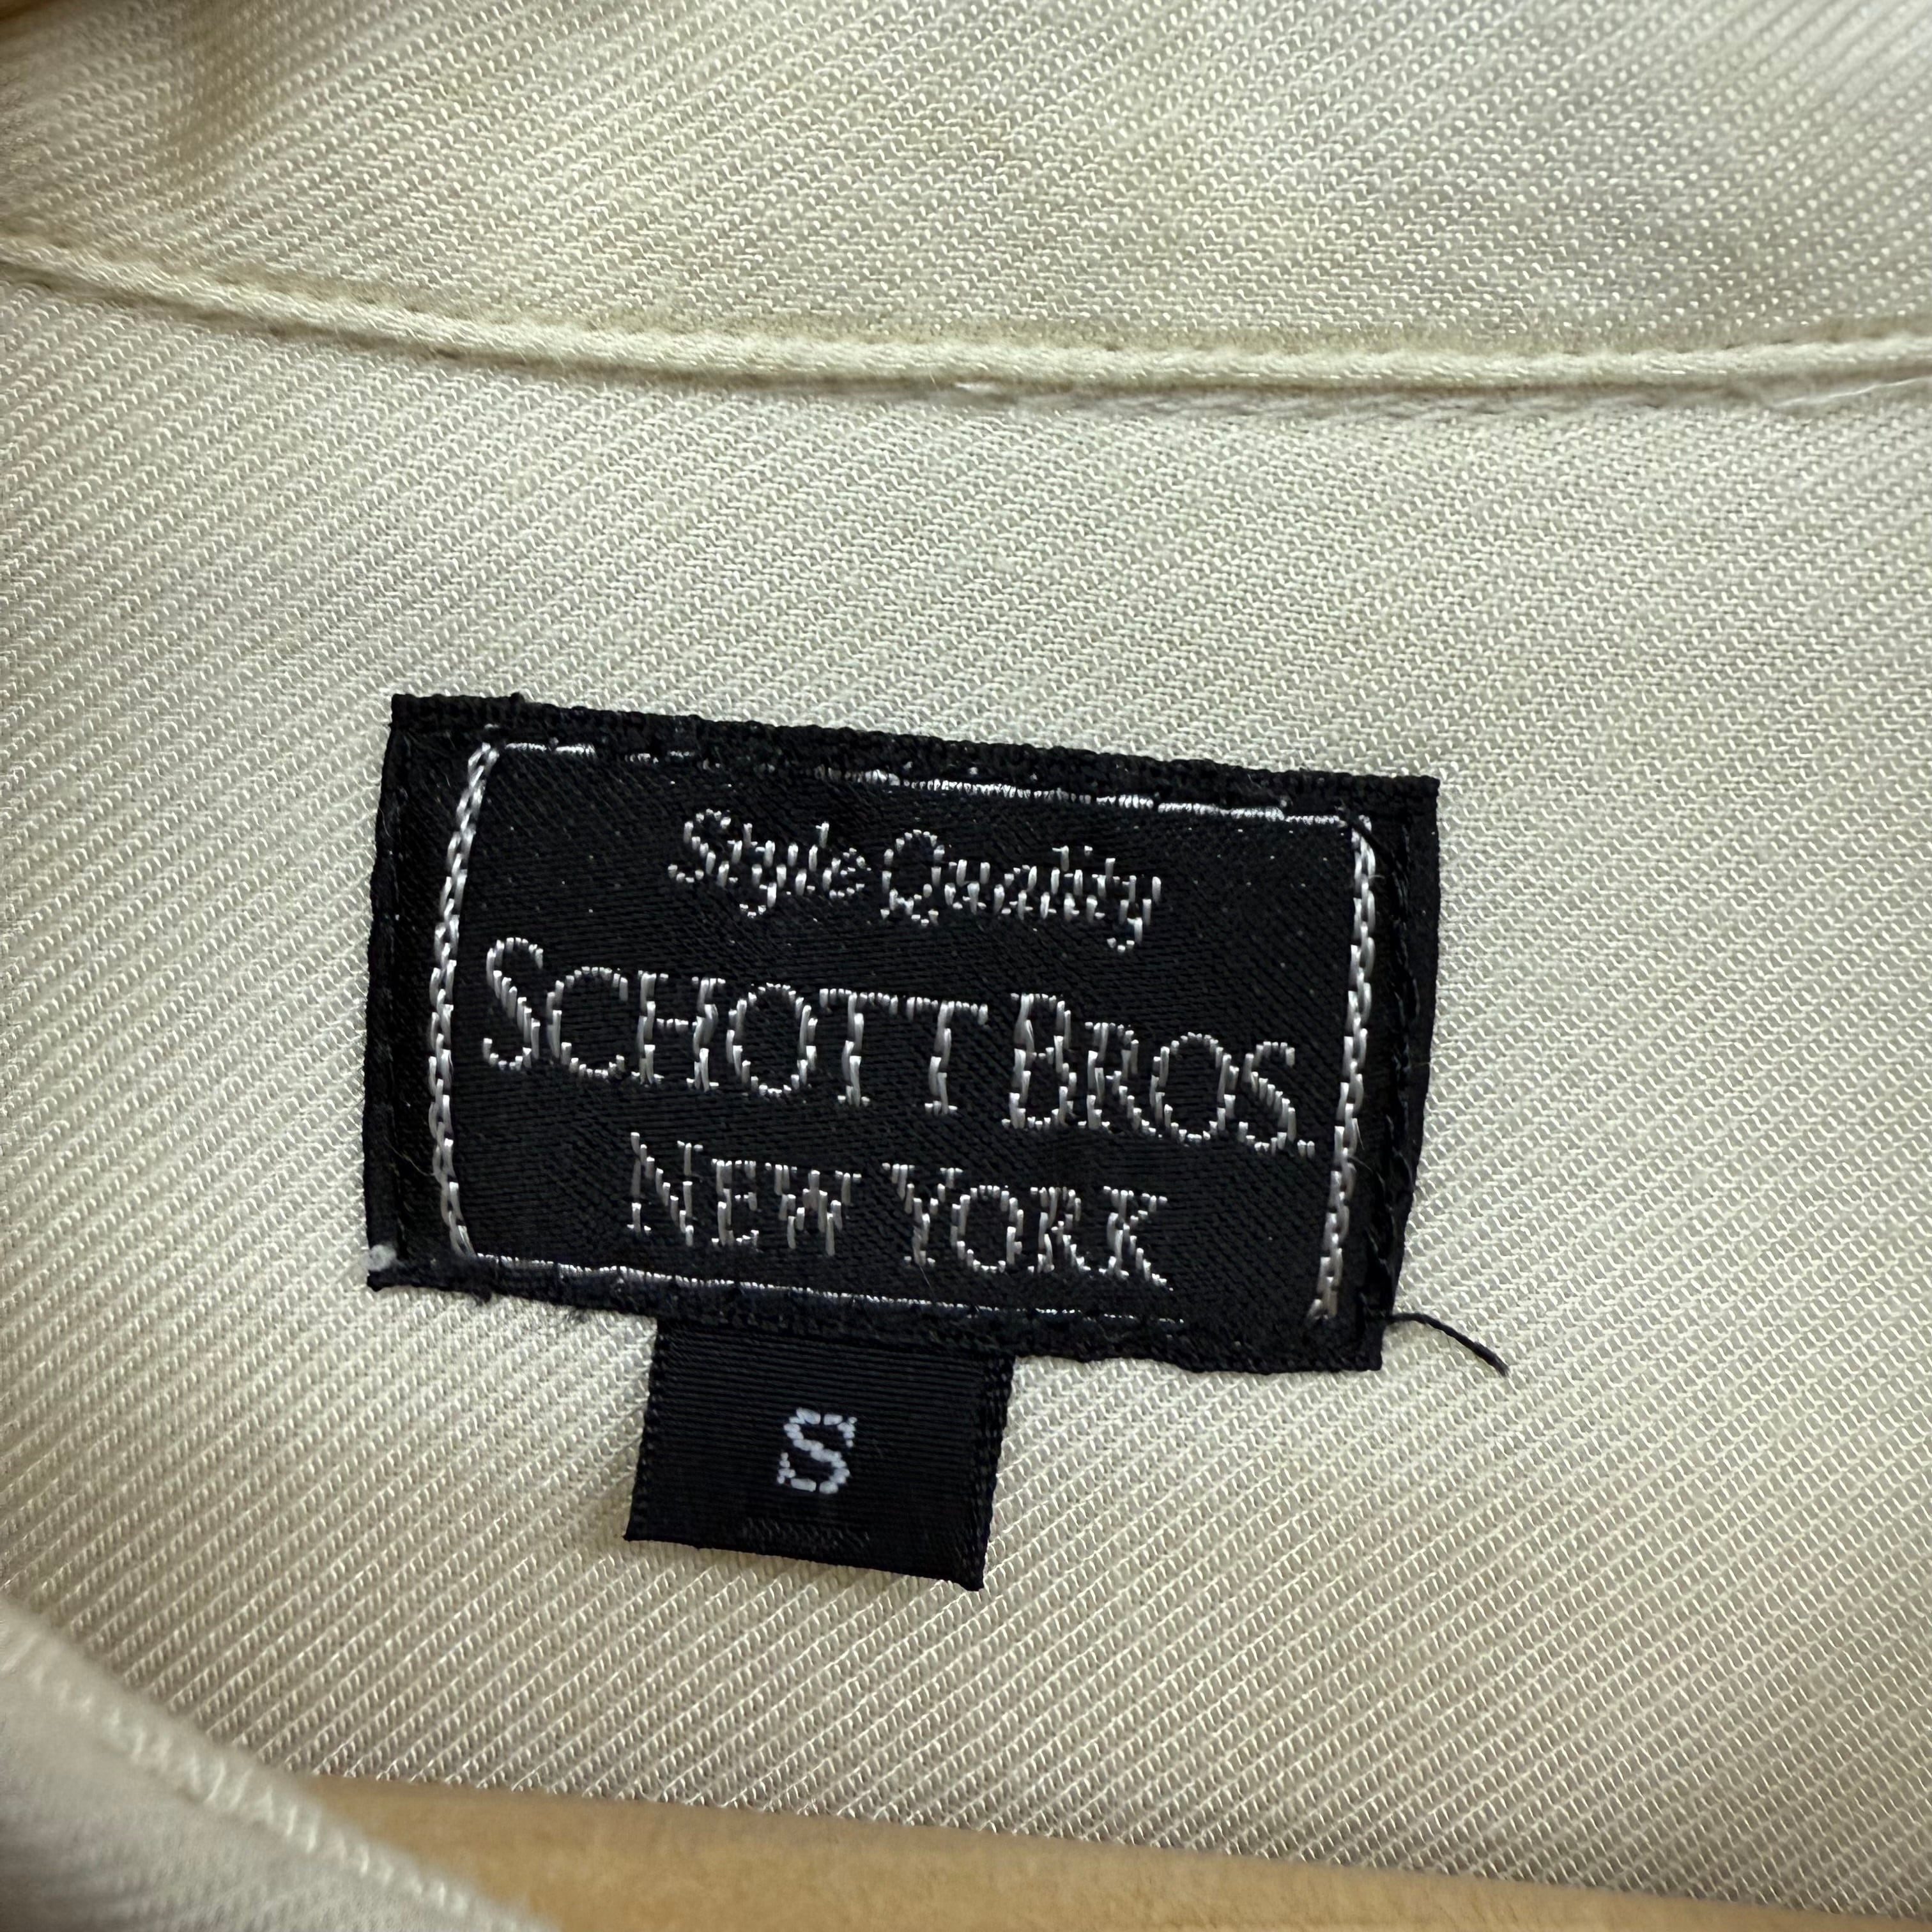 Style Quality
SCHOTT BROS.
NEW YORK
S